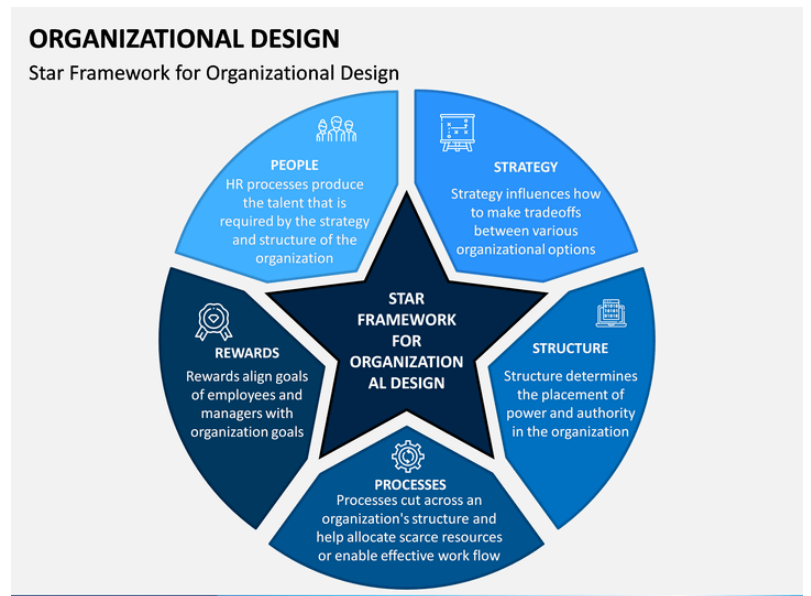 ORGANIZATIONAL DESIGN
Star Framework for Organizational Design
PEOPLE
HR processes produce
the talent that is
required by the strategy
and structure of the
organization
STRATEGY
Strategy influences how
to make tradeoffs
between various
organizational options
STAR
FRAMEWORK
FOR
ORGANIZATION
AL DESIGN
REWARDS
Rewards align goals
of employees and
managers with
organization goals
STRUCTURE
Structure determines
the placement of
power and authority
in the organization
PROCESSES
Processes cut across an
organization's structure and
help allocate scarce resources
or enable effective work flow